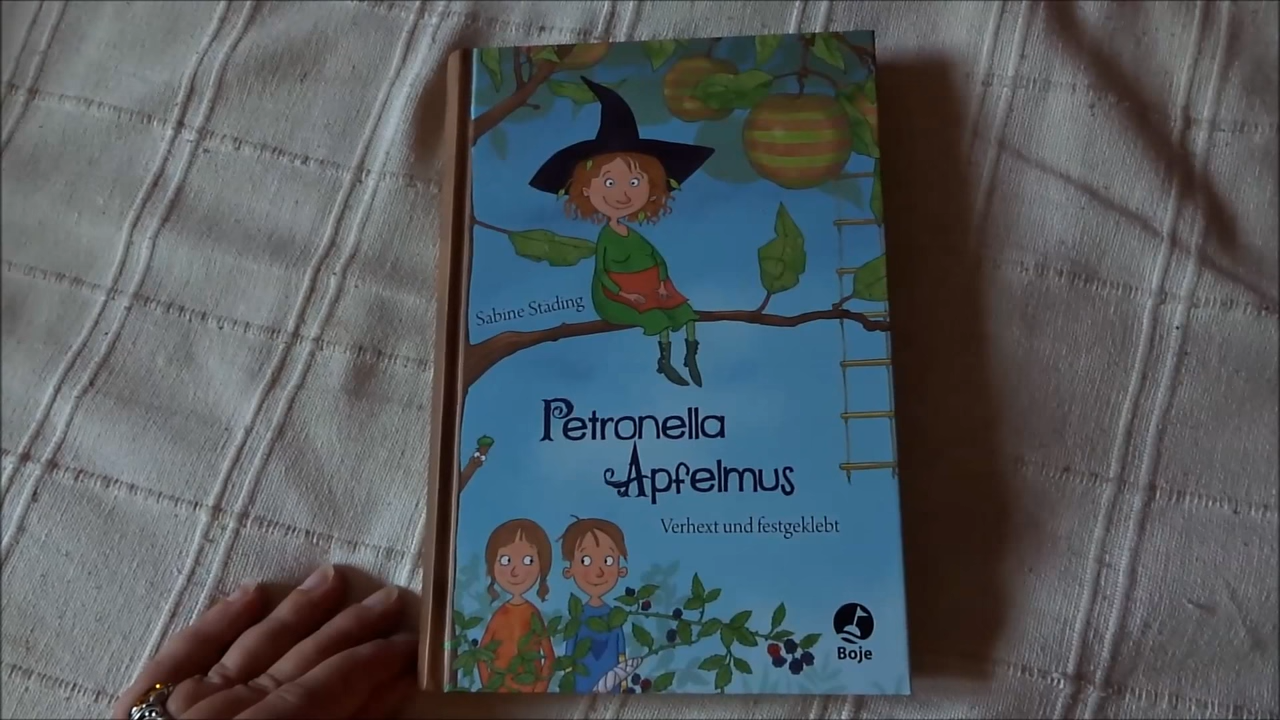 Sabine Stading
Petronella
Apfelmus
Verhext und festgeklebt
Boje